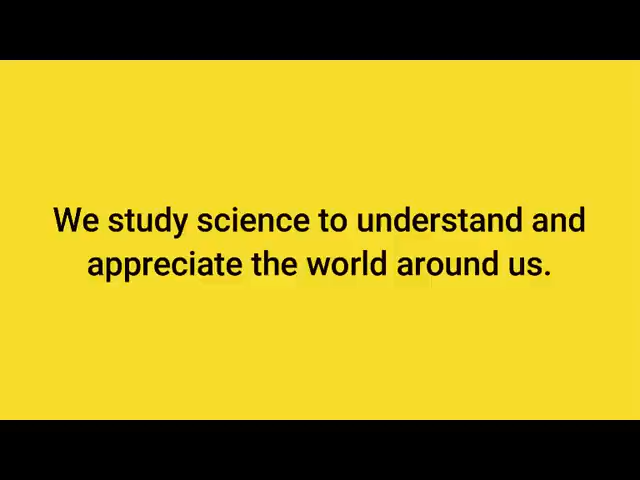 We study science to understand and
appreciate the world around us.